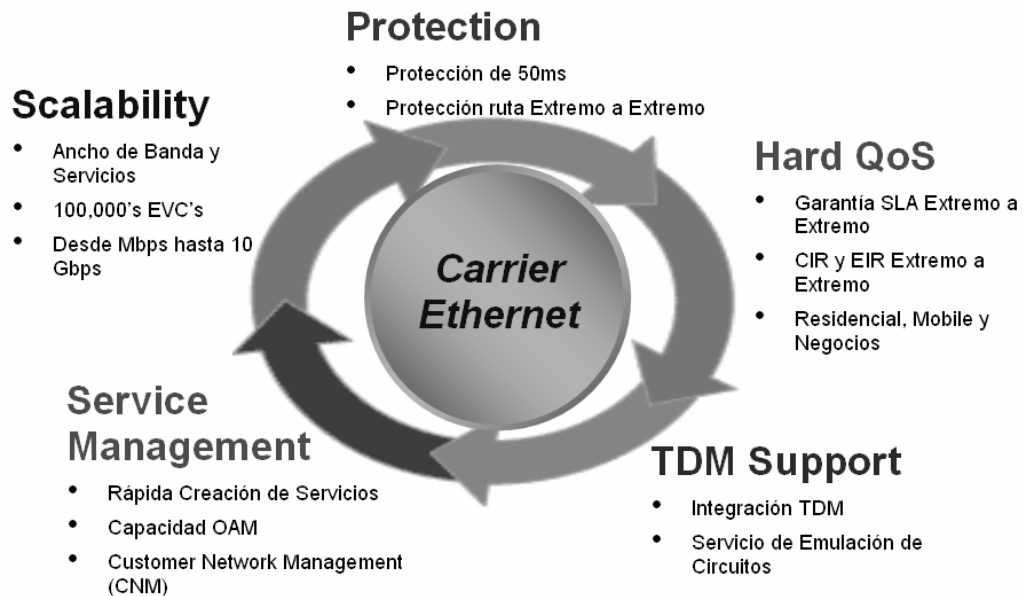 Protection
• Protección de 50ms
• Protección ruta Extremo a Extremo
Scalability
• Ancho de Banda y
Servicios
• 100,000's EVC's
• Desde Mbps hasta 10
Gbps
Hard QoS
• Garantía SLA Extremo a
Extremo
• CIR y EIR Extremo a
Extremo
• Residencial, Mobile y
Negocios
Carrier
Ethernet
Service
Management
• Rápida Creación de Servicios
• Capacidad OAM
• Customer Network Management
(CNM)
TDM Support
• Integración TDM
• Servicio de Emulación de
Circuitos